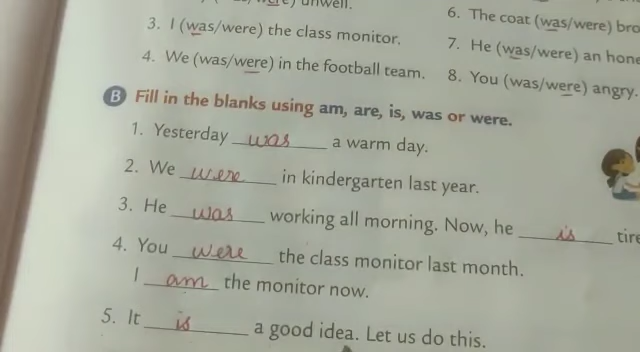 unwell.
3. I (was/were) the class monitor.
4. We (was/were) in the football team.
6. The coat (was/were)
7. He (was/were) an
8. You (was/were) angry.
B Fill in the blanks using am, are, is, was or were.
1. Yesterday was a warm day.
2. We were in kindergarten last year.
3. He was working all morning. Now, he is
4. You were the class monitor last month.
I am the monitor now.
5. It is a good idea. Let us do this.